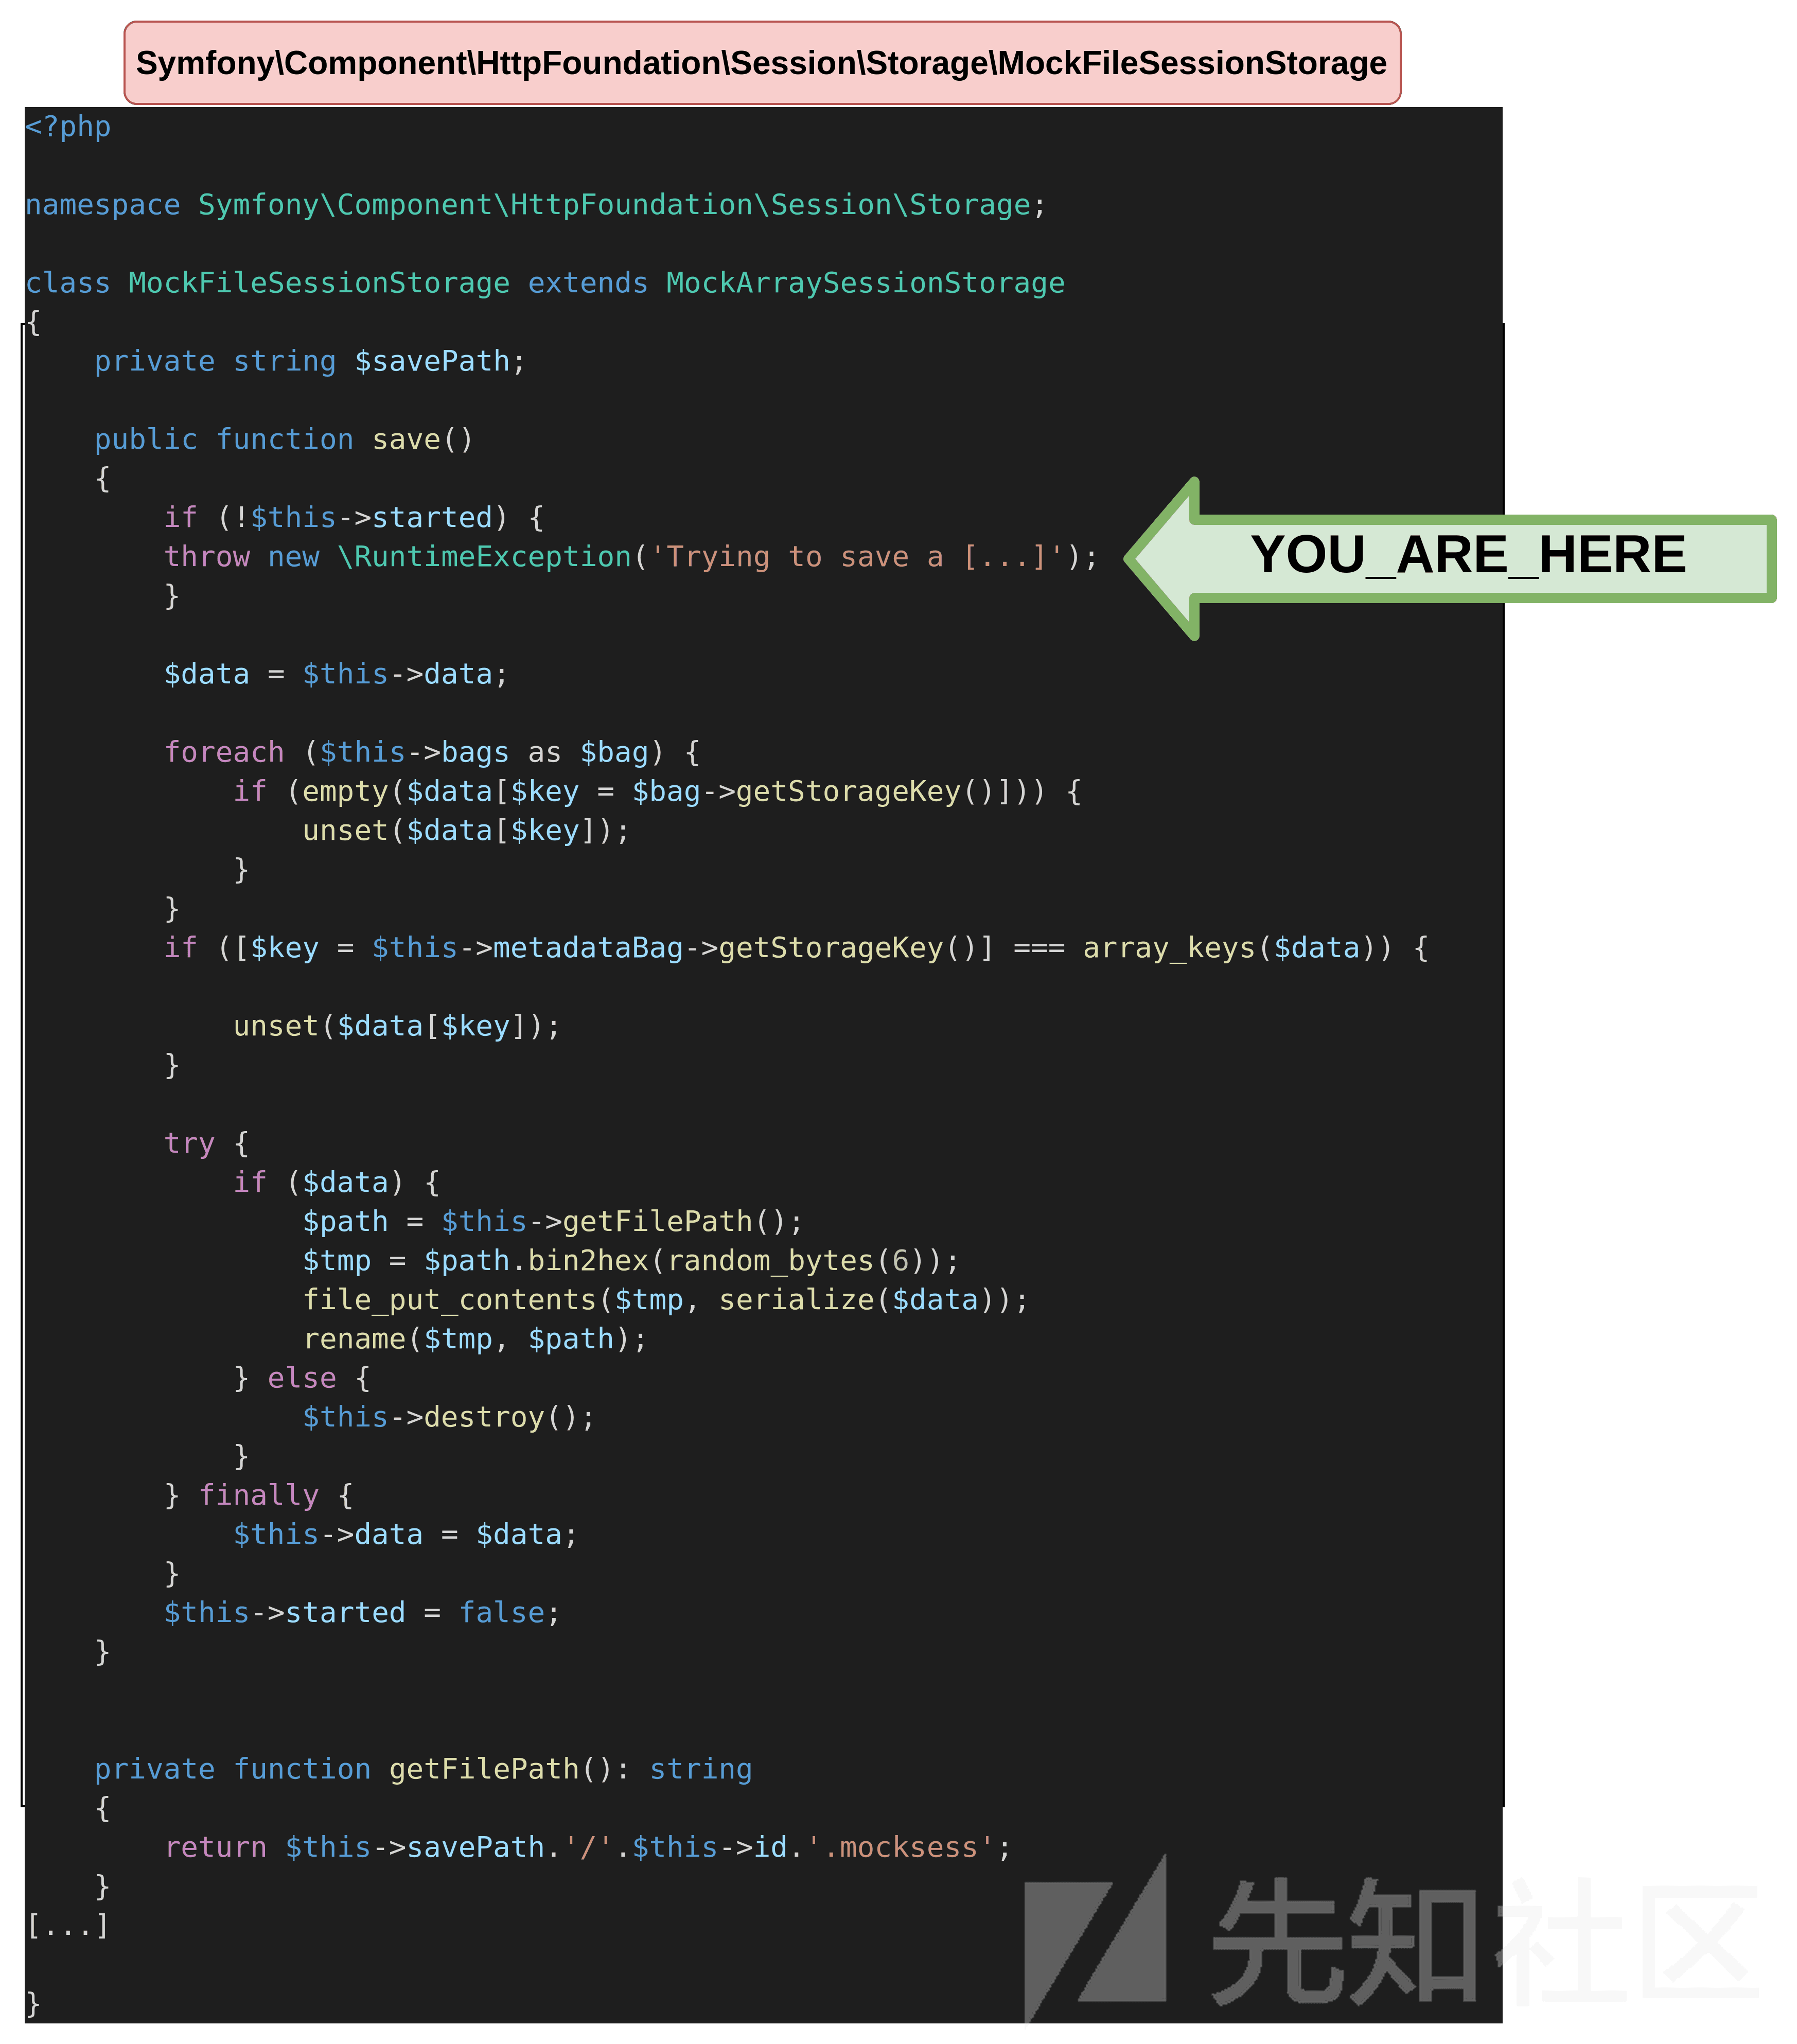 Symfony\Component\HttpFoundation\Session\Storage\MockFileSessionStorage
<?php
namespace Symfony\Component\HttpFoundation\Session\Storage;
class MockFileSessionStorage extends MockArraySessionStorage
{
    private string $savePath;
    public function save()
    {
        if (!$this->started) {
        throw new \RuntimeException('Trying to save a [...]');
YOU_ARE_HERE
        }
        $data = $this->data;
        foreach ($this->bags as $bag) {
            if (empty($data[$key = $bag->getStorageKey()])) {
                unset($data[$key]);
            }
        }
        if ([$key = $this->metadataBag->getStorageKey()] === array_keys($data)) {
            unset($data[$key]);
        }
        try {
            if ($data) {
                $path = $this->getFilePath();
                $tmp = $path.bin2hex(random_bytes(6));
                file_put_contents($tmp, serialize($data));
                rename($tmp, $path);
            } else {
                $this->destroy();
            }
        } finally {
            $this->data = $data;
        }
        $this->started = false;
    }
    private function getFilePath(): string
    {
        return $this->savePath.'/'.$this->id.'.mocksess';
    }
[...]
}
先知社区